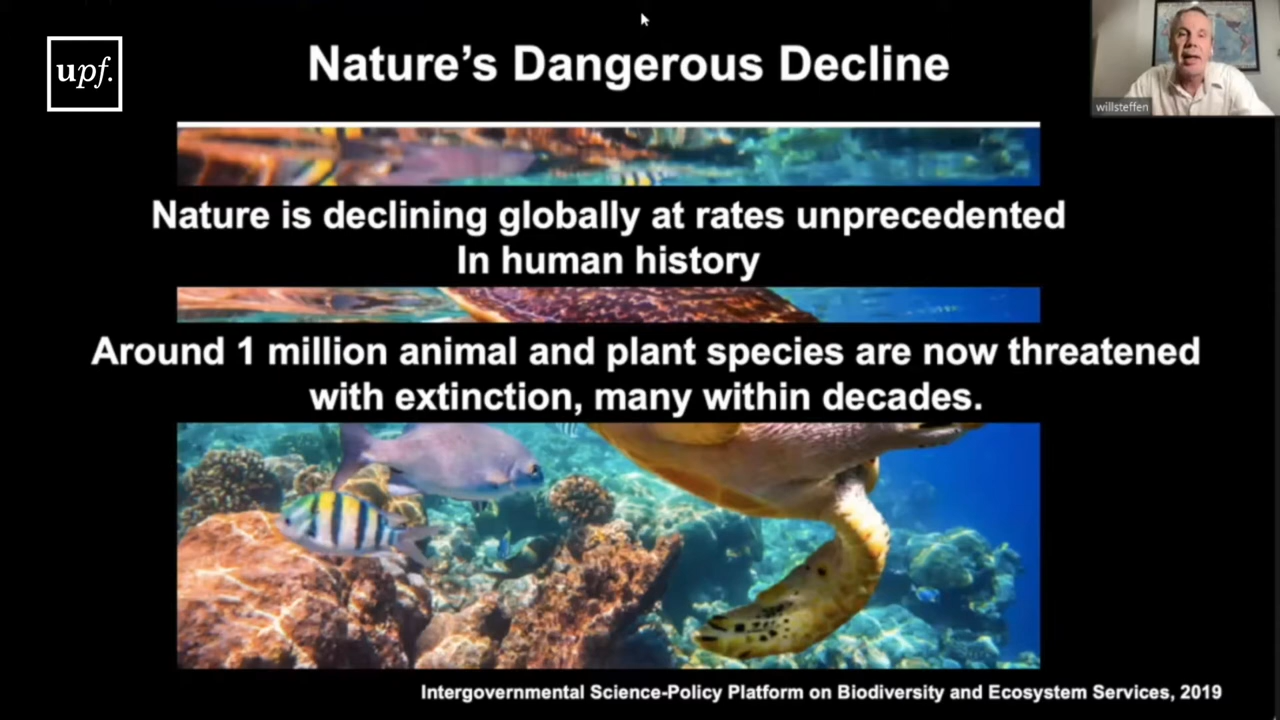 upf.
Nature's Dangerous Decline
willsteffen
Nature is declining globally at rates unprecedented
In human history
Around 1 million animal and plant species are now threatened
with extinction, many within decades.
Intergovernmental Science-Policy Platform on Biodiversity and Ecosystem Services, 2019